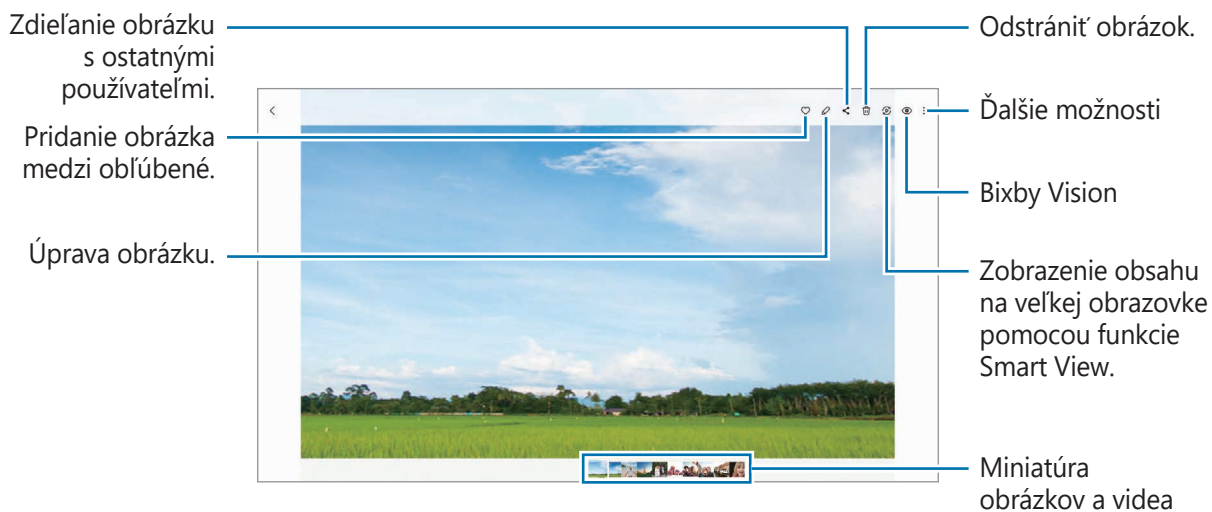 Zdieľanie obrázku
s ostatnými
používateľmi.
Pridanie obrázka
medzi obľúbené.
Úprava obrázku.
Odstrániť obrázok.
Ďalšie možnosti
Bixby Vision
Zobrazenie obsahu
na veľkej obrazovke
pomocou funkcie
Smart View.
Miniatúra
obrázkov a videa